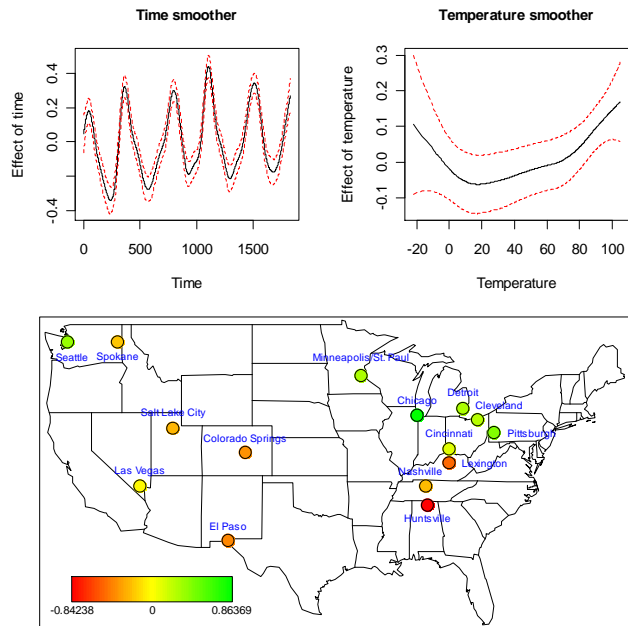 Time smoother
Temperature smoother
Effect of time
-0.4
0.0
0.2
0.4
0
500
1000
1500
Time
Effect of temperature
-0.1
0.0
0.1
0.2
0.3
-20
0
20
40
60
80
100
Temperature
Seattle
Spokane
Minneapolis/St. Paul
Chicago
Detroit
Cleveland
Salt Lake City
Colorado Springs
Cincinnati
Pittsburgh
Las Vegas
Nashville
Lexington
Huntsville
El Paso
-0.84238
0
0.86369